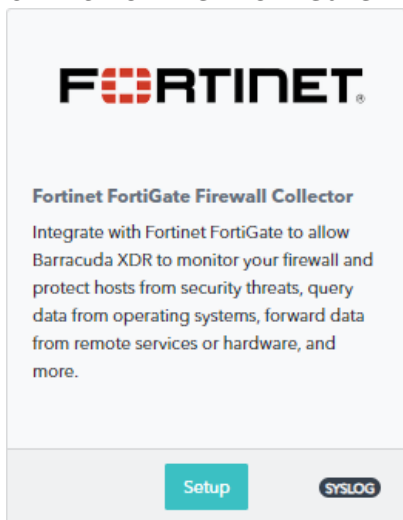 FORTINET®
Fortinet FortiGate Firewall Collector
Integrate with Fortinet FortiGate to allow
Barracuda XDR to monitor your firewall and
protect hosts from security threats, query
data from operating systems, forward data
from remote services or hardware, and
more.
Setup
SYSLOG